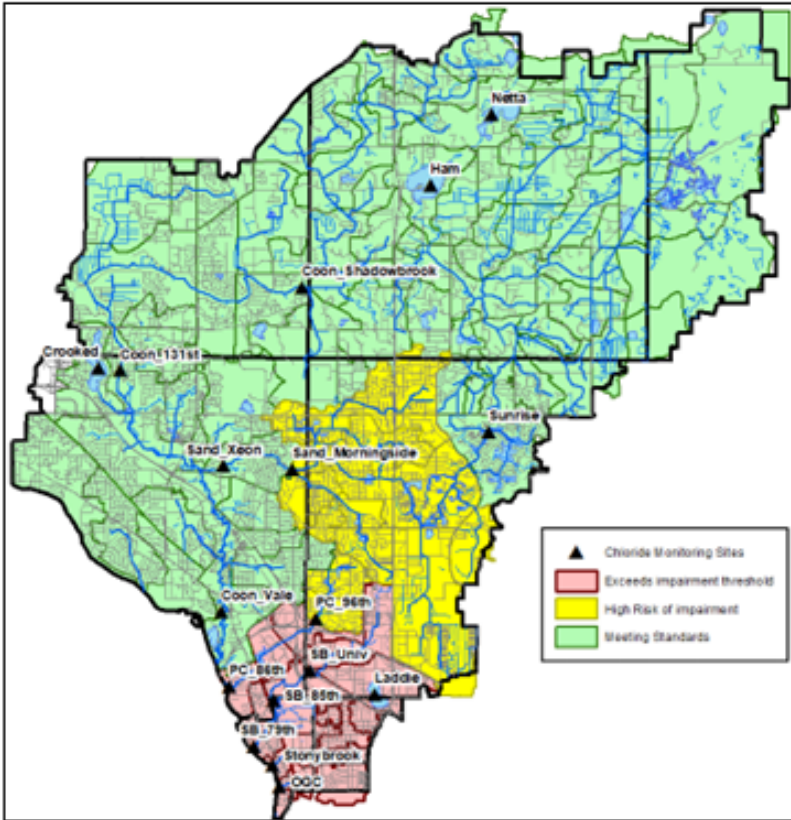 Netta
Ham
Coon_Shadowbrook
Crooked
Coon_131st
Sunrise
Sand_Xeon
Sand_Morningside
Chloride Monitoring Sites
Exceeds impairment threshold
High Risk of impairment
Meeting Standards
Coon_Vale
PC_96th
SB_Univ
PC_86th
Laddie
SB_85th
SB_79th
Stonybrook
OGC